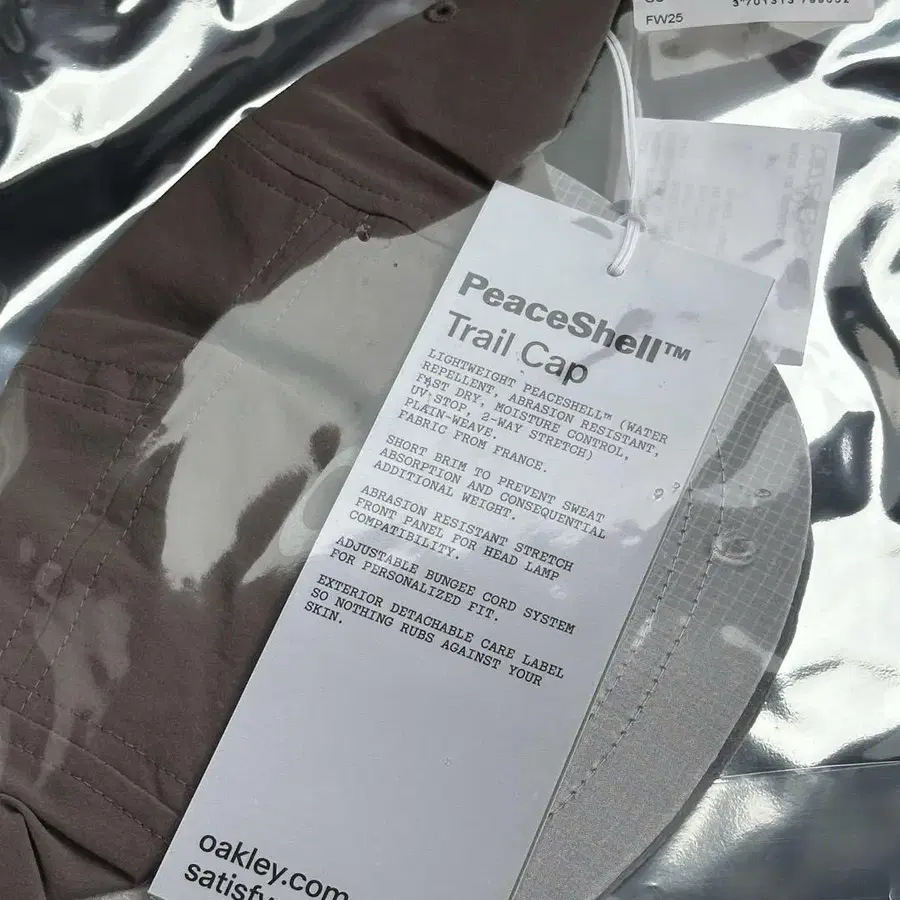 FW25
PeaceShell™
Trail Cap
LIGHTWEIGHT PEACESHELL™ (WATER
REPELLENT, ABRASION RESISTANT,
FAST DRY, MOISTURE CONTROL,
UV STOP, 2-WAY STRETCH)
PLAIN-WEAVE.
FABRIC FROM FRANCE.
SHORT BRIM TO PREVENT SWEAT
ABSORPTION AND CONSEQUENTIAL
ADDITIONAL WEIGHT.
ABRASION RESISTANT STRETCH
FRONT PANEL FOR HEAD LAMP
COMPATIBILITY.
ADJUSTABLE BUNGEE CORD SYSTEM
FOR PERSONALIZED FIT.
EXTERIOR DETACHABLE CARE LABEL
SO NOTHING RUBS AGAINST YOUR
SKIN.
oakley.com
satisfy